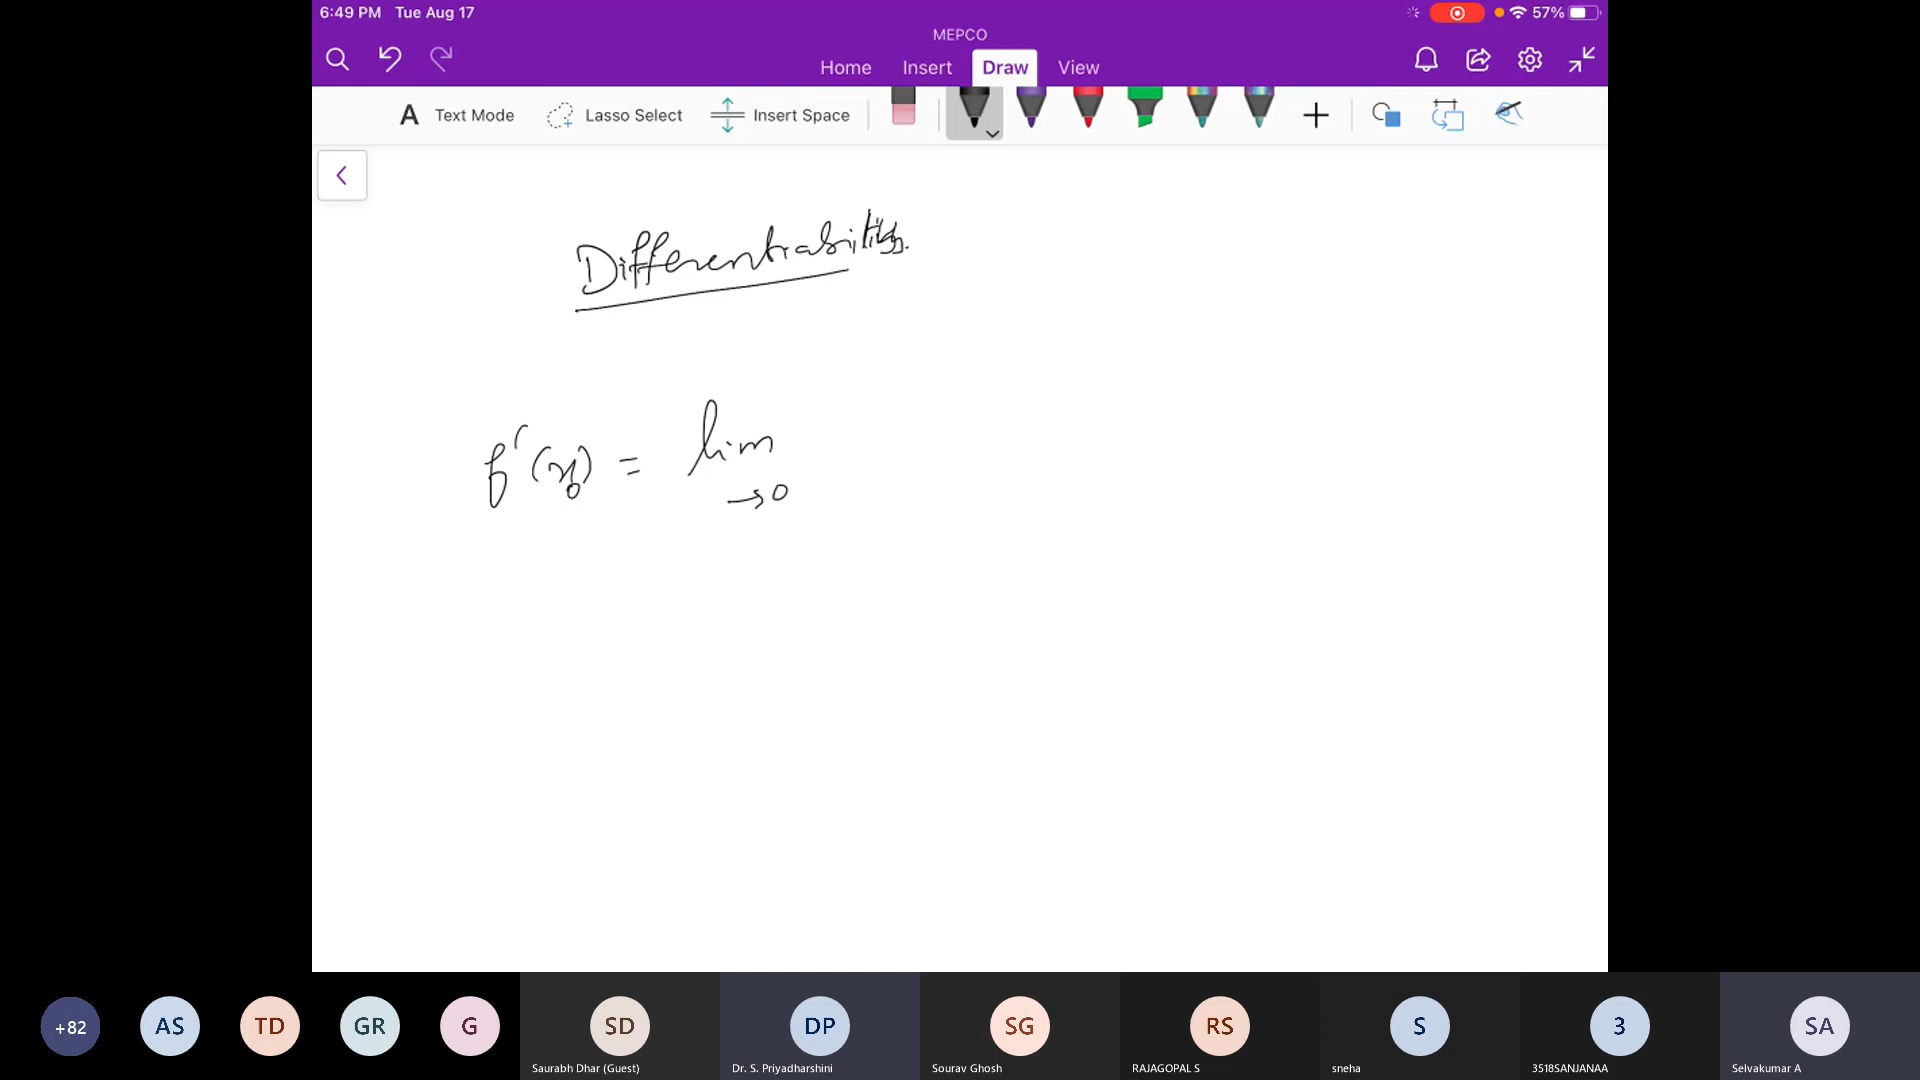 6:49 PM Tue Aug 17
57%
MEPCO
Home Insert Draw View
A Text Mode Lasso Select Insert Space
Differentiability.
f'(x₀) = lim
→0
+82 AS TD GR G SD DP SG RS S 3 SA
Saurabh Dhar (Guest) Dr. S. Priyadharshini Sourav Ghosh RAJAGOPAL S sneha 3518SANJANAA Selvakumar A